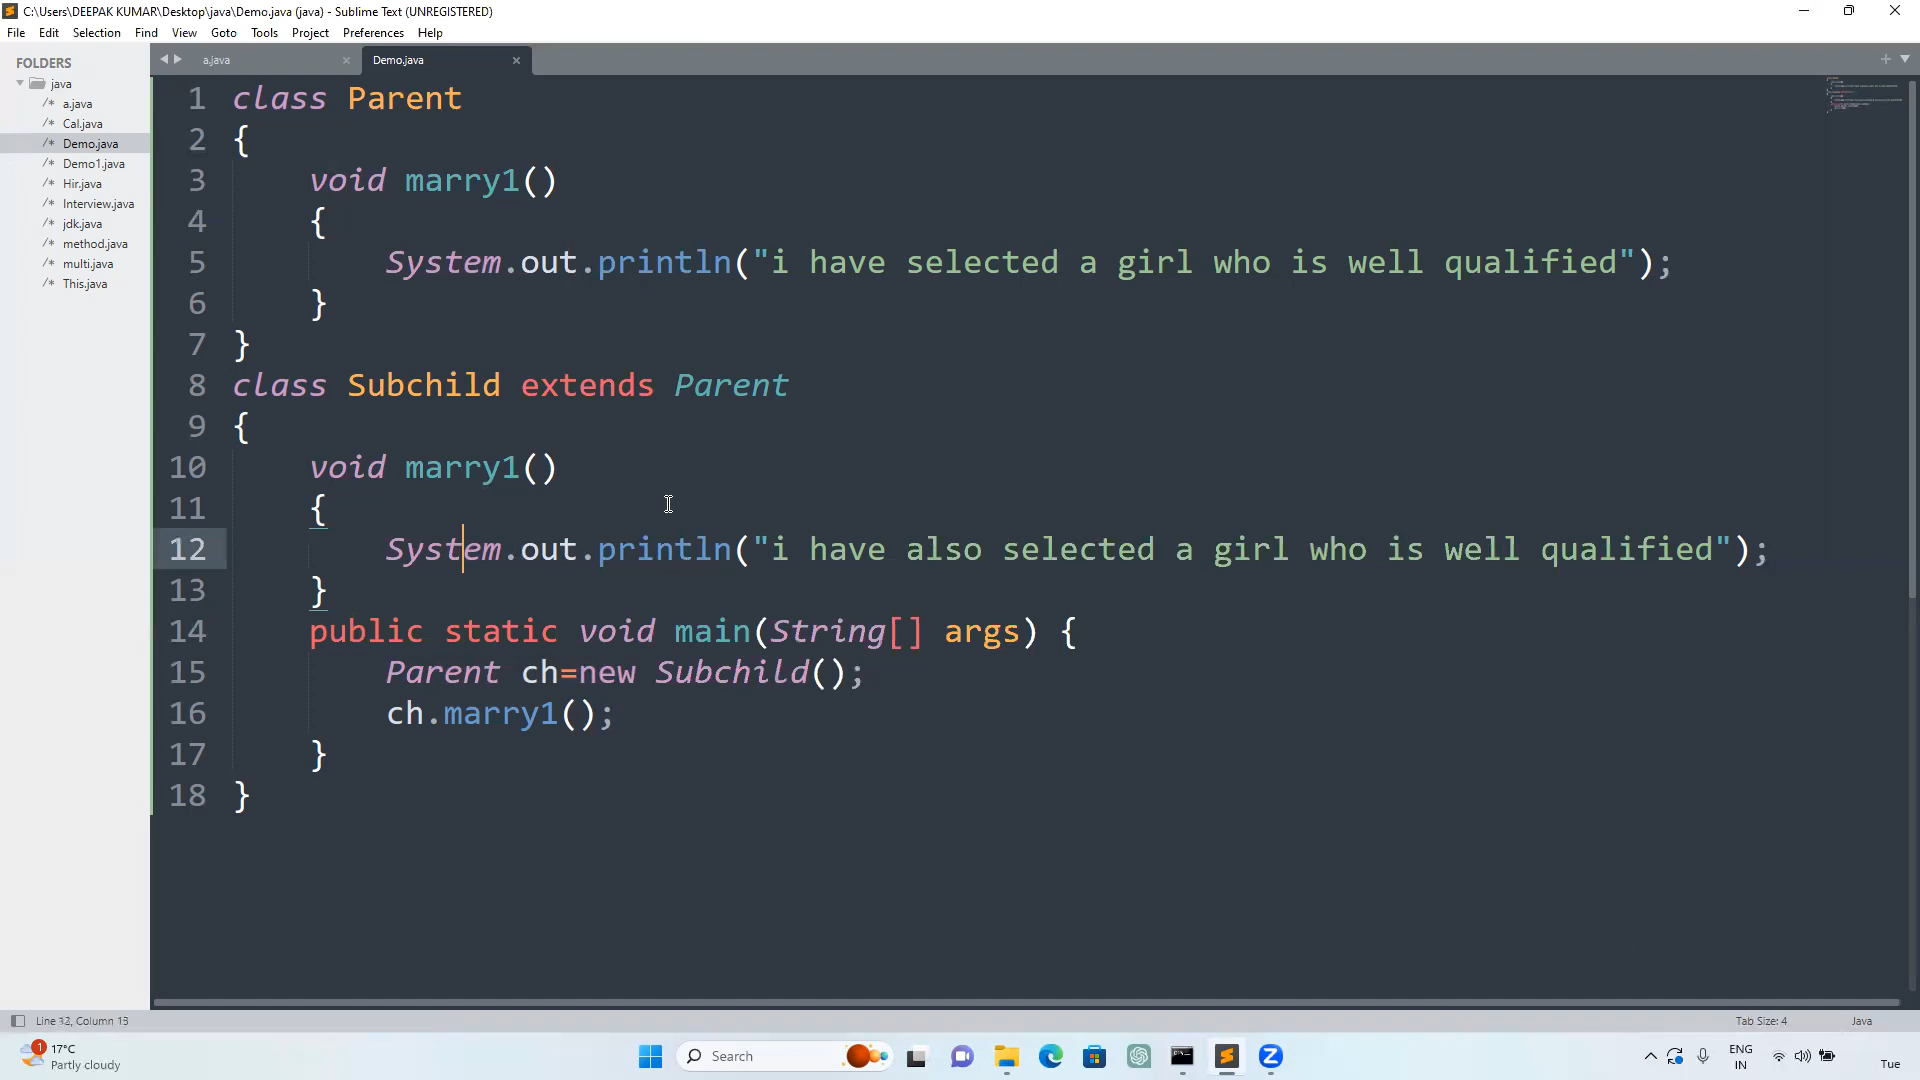 C:\Users\DEEPAK KUMAR\Desktop\java\Demo.java (java) - Sublime Text (UNREGISTERED)
File Edit Selection Find View Goto Tools Project Preferences Help
FOLDERS
java
/* a.java
/* Cal.java
/* Demo.java
/* Demo1.java
/* Hir.java
/* Interview.java
/* jdk.java
/* method.java
/* multi.java
/* This.java
a.java Demo.java
1 class Parent
2 {
3 void marry1()
4 {
5 System.out.println("i have selected a girl who is well qualified");
6 }
7 }
8 class Subchild extends Parent
9 {
10 void marry1()
11 {
12 System.out.println("i have also selected a girl who is well qualified");
13 }
14 public static void main(String[] args) {
15 Parent ch=new Subchild();
16 ch.marry1();
17 }
18 }
Column 13
Tab Size: 4 Java
1
17°C
Partly cloudy
Search
ENG
IN
Tue